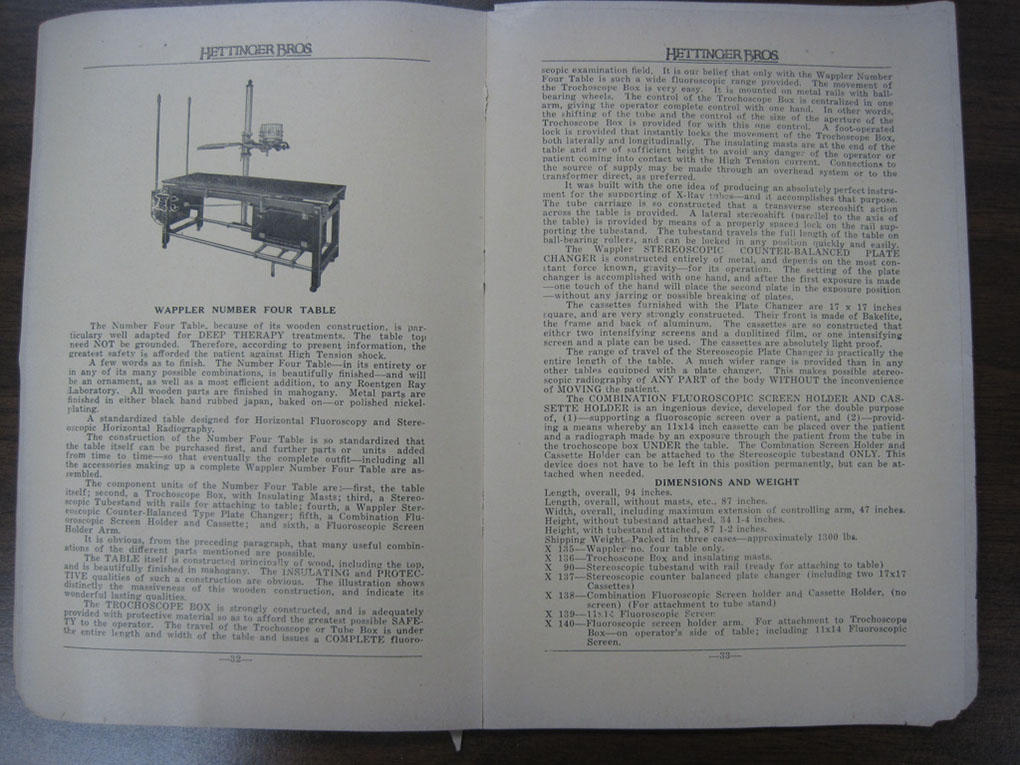 HETTINGER BROS.
WAPPLER NUMBER FOUR TABLE
The Number Four Table, because of its wooden construction, is par-
ticulary well adapted for DEEP THERAPY treatments. The table top
need NOT be grounded. Therefore, according to present information, the
greatest safety is afforded the patient against High Tension shock.
A few words as to finish. The Number Four Table—in its entirety or
in any of its many possible combinations, is beautifully finished—and will
be an ornament, as well as a most efficient addition, to any Roentgen Ray
Laboratory. All wooden parts are finished in mahogany. Metal parts are
finished in either black hand rubbed japan, baked on—or polished nickel-
plating.
A standardized table designed for Horizontal Fluoroscopy and Stere-
oscopic Horizontal Radiography.
The construction of the Number Four Table is so standardized that
the table itself can be purchased first, and further parts or units added
from time to time—so that eventually the complete outfit—including all
the accessories making up a complete Wappler Number Four Table are as-
sembled.
The component units of the Number Four Table are:—first, the table
itself; second, a Trochoscope Box, with Insulating Masts; third, a Stereo-
scopic Tubestand with rails for attaching to table; fourth, a Wappler Ster-
eoscopic Counter-Balanced Type Plate Changer; fifth, a Combination Flu-
oroscopic Screen Holder and Cassette; and sixth, a Fluoroscopic Screen
Holder Arm.
It is obvious, from the preceding paragraph, that many useful combin-
ations of the different parts mentioned are possible.
The TABLE itself is constructed principally of wood, including the top,
and is beautifully finished in mahogany. The INSULATING and PROTEC-
TIVE qualities of such a construction are obvious. The illustration shows
distinctly the massiveness of this wooden construction, and indicate its
wonderful lasting qualities.
The TROCHOSCOPE BOX is strongly constructed, and is adequately
provided with protective material so as to afford the greatest possible SAFE-
TY to the operator. The travel of the Trochoscope or Tube Box is under
the entire length and width of the table and issues a COMPLETE fluoro-
—32—
HETTINGER BROS.
scopic examination field. It is our belief that only with the Wappler Number
Four Table is such a wide fluoroscopic range provided. The movement of
the Trochoscope Box is very easy. It is mounted on metal rails with ball-
bearing wheels. The control of the Trochoscope Box is centralized in one
arm, giving the operator complete control with one hand. In other words,
the shifting of the tube and the control of the size of the aperture of the
Trochoscope Box is provided for with this one control. A foot-operated
lock is provided that instantly locks the movement of the Trochoscope Box,
both laterally and longitudinally. The insulating masts are at the end of the
table and are of sufficient height to avoid any danger of the operator or
patient coming into contact with the High Tension current. Connections to
the source of supply may be made through an overhead system or to the
transformer direct, as preferred.
It was built with the one idea of producing an absolutely perfect instru-
ment for the supporting of X-Ray tubes—and it accomplishes that purpose.
The tube carriage is so constructed that a transverse stereoshift action
across the table is provided. A lateral stereoshift (parallel to the axis of
the table) is provided by means of a properly spaced lock on the rail sup-
porting the tubestand. The tubestand travels the full length of the table on
ball-bearing rollers, and can be locked in any position quickly and easily.
The Wappler STEREOSCOPIC COUNTER-BALANCED PLATE
CHANGER is constructed entirely of metal, and depends on the most con-
stant force known, gravity—for its operation. The setting of the plate
changer is accomplished with one hand, and after the first exposure is made
—one touch of the hand will place the second plate in the exposure position
—without any jarring or possible breaking of plates.
The cassettes furnished with the Plate Changer are 17 x 17 inches
square, and are very strongly constructed. Their front is made of Bakelite,
the frame and back of aluminum. The cassettes are so constructed that
either two intensifying screens and a duplitized film, or one intensifying
screen and a plate can be used. The cassettes are absolutely light proof.
The range of travel of the Stereoscopic Plate Changer is practically the
entire length of the table. A much wider range is provided than in any
other tables equipped with a plate changer. This makes possible stereo-
scopic radiography of ANY PART of the body WITHOUT the inconvenience
of MOVING the patient.
The COMBINATION FLUOROSCOPIC SCREEN HOLDER AND CAS-
SETTE HOLDER is an ingenious device, developed for the double purpose
of, (1)—supporting a fluoroscopic screen over a patient, and (2)—provid-
ing a means whereby an 11x14 inch cassette can be placed over the patient
and a radiograph made by an exposure through the patient from the tube in
the trochoscope box UNDER the table. The Combination Screen Holder and
Cassette Holder can be attached to the Stereoscopic tubestand ONLY. This
device does not have to be left in this position permanently, but can be at-
tached when needed.
DIMENSIONS AND WEIGHT
Length, overall, 94 inches.
Length, overall, without masts, etc., 87 inches.
Width, overall, including maximum extension of controlling arm, 47 inches.
Height, without tubestand attached, 34 1-4 inches.
Height, with tubestand attached, 87 1-2 inches.
Shipping Weight—Packed in three cases—approximately 1300 lbs.
X 135—Wappler no. four table only.
X 136—Trochoscope Box and insulating masts.
X 90—Stereoscopic tubestand with rail (ready for attaching to table)
X 137—Stereoscopic counter balanced plate changer (including two 17x17
Cassettes)
X 138—Combination Fluoroscopic Screen holder and Cassette Holder, (no
screen) (For attachment to tube stand)
X 139—11x14 Fluoroscopic Screen
X 140—Fluoroscopic screen holder arm. For attachment to Trochoscope
Box—on operator's side of table; including 11x14 Fluoroscopic
Screen.
—33—